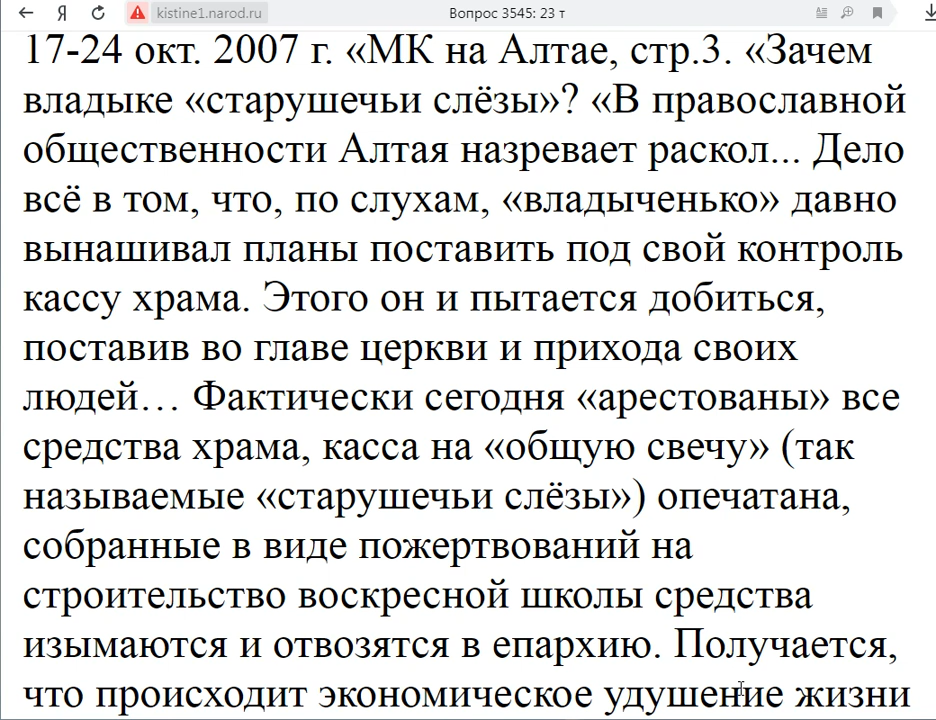 kistine1.narod.ru
Вопрос 3545: 23 т
17-24 окт. 2007 г. «МК на Алтае, стр.3. «Зачем
владыке «старушечьи слёзы»? «В православной
общественности Алтая назревает раскол... Дело
всё в том, что, по слухам, «владыченько» давно
вынашивал планы поставить под свой контроль
кассу храма. Этого он и пытается добиться,
поставив во главе церкви и прихода своих
людей… Фактически сегодня «арестованы» все
средства храма, касса на «общую свечу» (так
называемые «старушечьи слёзы») опечатана,
собранные в виде пожертвований на
строительство воскресной школы средства
изымаются и отвозятся в епархию. Получается,
что происходит экономическое удушение жизни